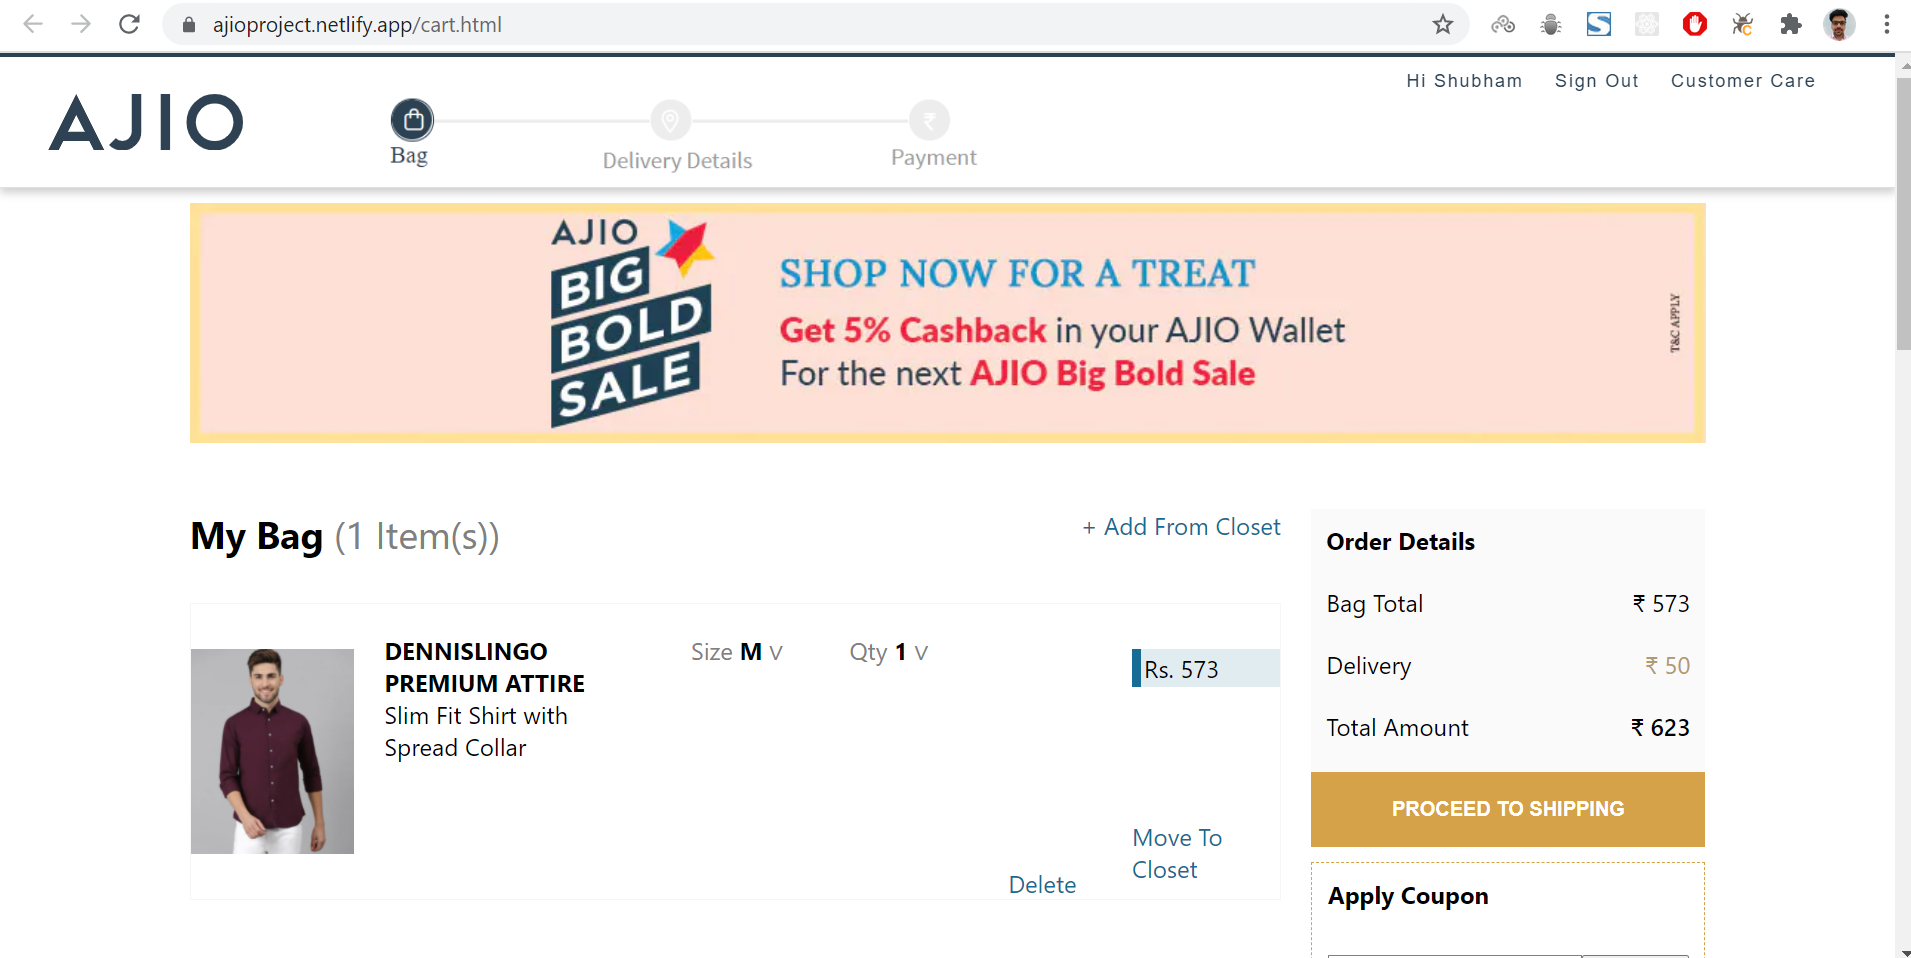 ajioproject.netlify.app/cart.html
Hi Shubham Sign Out Customer Care
AJIO
Bag
Delivery Details
₹
Payment
AJIO
BIG
BOLD
SALE
SHOP NOW FOR A TREAT
Get 5% Cashback in your AJIO Wallet
For the next AJIO Big Bold Sale
T&C APPLY
My Bag (1 Item(s))
+ Add From Closet
DENNISLINGO
PREMIUM ATTIRE
Slim Fit Shirt with
Spread Collar
Size M V
Qty 1 V
Rs. 573
Delete
Move To
Closet
Order Details
Bag Total ₹ 573
Delivery ₹ 50
Total Amount ₹ 623
PROCEED TO SHIPPING
Apply Coupon